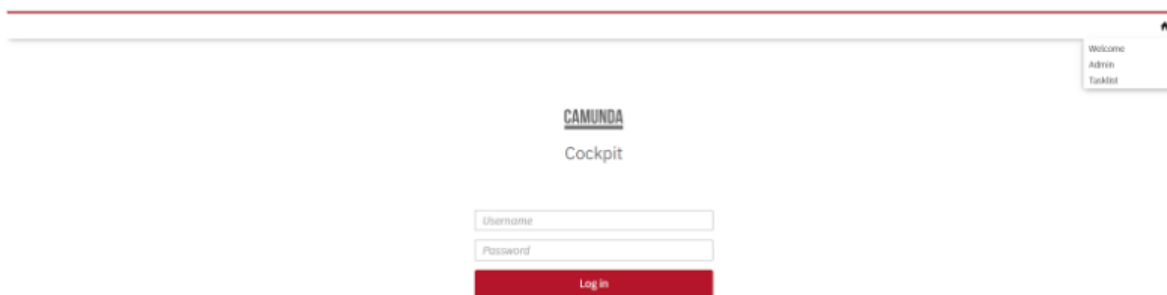 Welcome
Admin
Tasklist
CAMUNDA
Cockpit
Username
Password
Log in